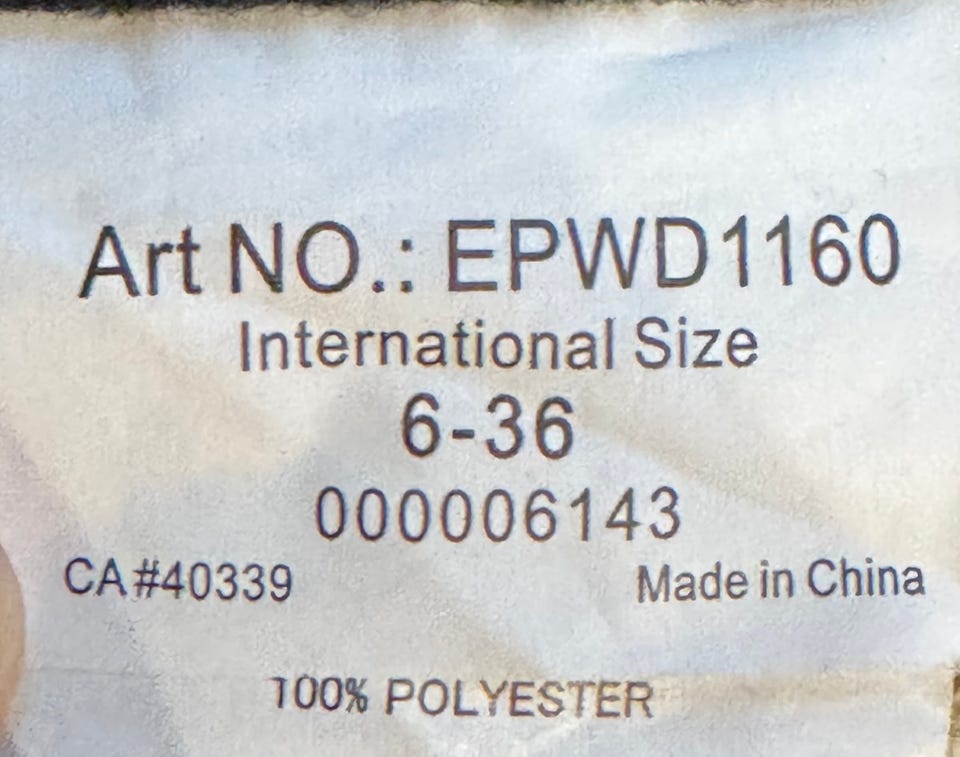 Art NO.: EPWD1160
International Size
6-36
000006143
CA#40339 Made in China
100% POLYESTER